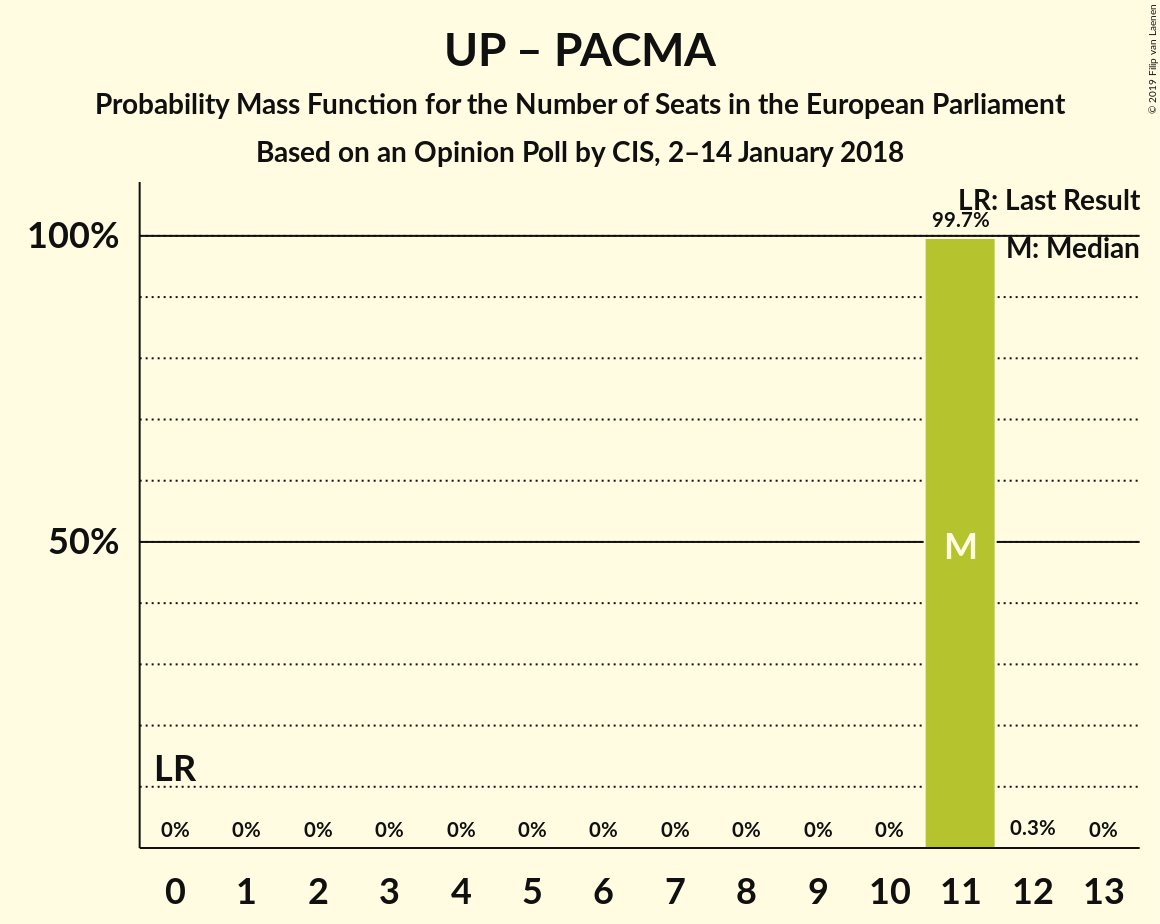 UP – PACMA
Probability Mass Function for the Number of Seats in the European Parliament
Based on an Opinion Poll by CIS, 2–14 January 2018
© 2019 Filip van Laenen
LR: Last Result
99.7%
100%
M: Median
50%
M
LR
0% 0% 0% 0% 0% 0% 0% 0% 0% 0% 0% 0.3% 0%
0 1 2 3 4 5 6 7 8 9 10 11 12 13